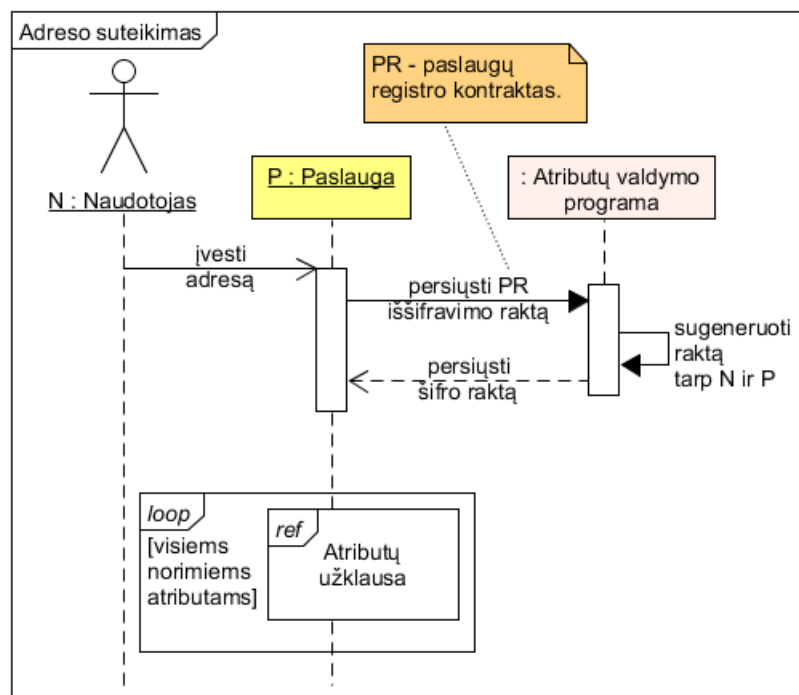 Adreso suteikimas
PR - paslaugų
registro kontraktas.
N : Naudotojas
P : Paslauga
: Atributų valdymo
programa
įvesti
adresą
persiųsti PR
iššifravimo raktą
sugeneruoti
raktą
tarp N ir P
persiųsti
šifro raktą
loop
[visiems
norimiems
atributams]
ref
Atributų
užklausa